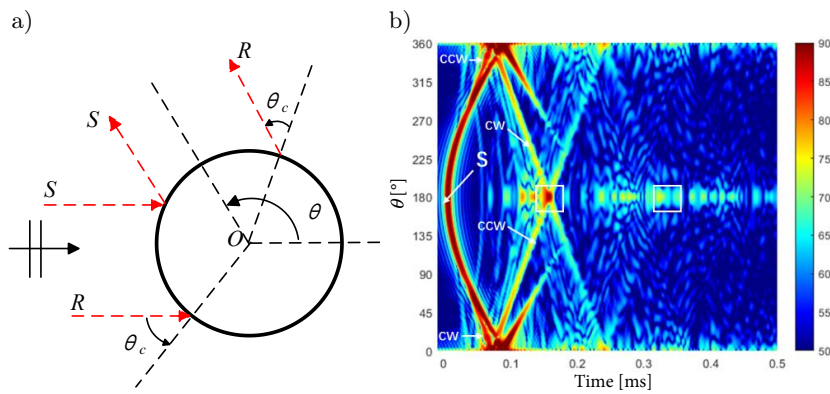 a)
R
θc
S
S
θ
O
R
θc
b)
360
315
270
225
180
135
90
45
0
θ [°]
ccw
cw
S
ccw
cw
0
0.1
0.2
0.3
0.4
0.5
Time [ms]
90
85
80
75
70
65
60
55
50